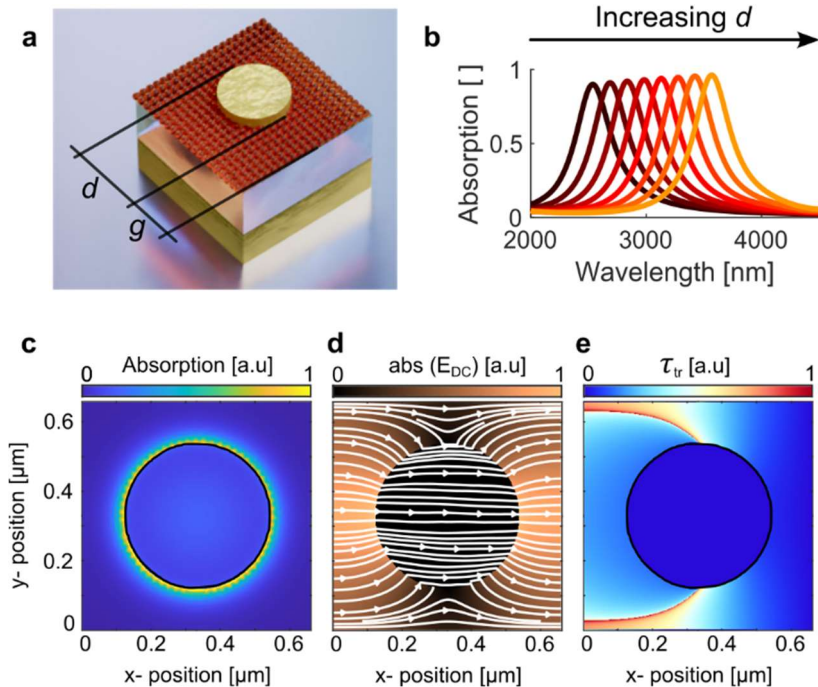 a
d
g
b
Increasing d
Absorption [ ]
1
0.5
0
2000 3000 4000
Wavelength [nm]
c
Absorption [a.u]
0 1
y- position [µm]
0.6
0.4
0.2
0
0 0.2 0.4 0.6
x- position [µm]
d
abs (E_DC) [a.u]
0 1
0 0.2 0.4 0.6
x- position [µm]
e
τ_tr [a.u]
0 1
0 0.2 0.4 0.6
x- position [µm]